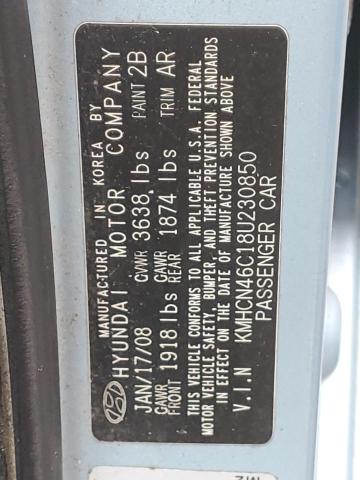 MANUFACTURED IN KOREA BY
HYUNDAI MOTOR COMPANY
JAN/17/08 GVWR 3638 lbs PAINT 2B
GAWR FRONT 1918 lbs GAWR REAR 1874 lbs TRIM AR
THIS VEHICLE CONFORMS TO ALL APPLICABLE U.S.A. FEDERAL
MOTOR VEHICLE SAFETY, BUMPER, AND THEFT PREVENTION STANDARDS
IN EFFECT ON THE DATE OF MANUFACTURE SHOWN ABOVE
V.I.N KMHCN46C18U230850
PASSENGER CAR